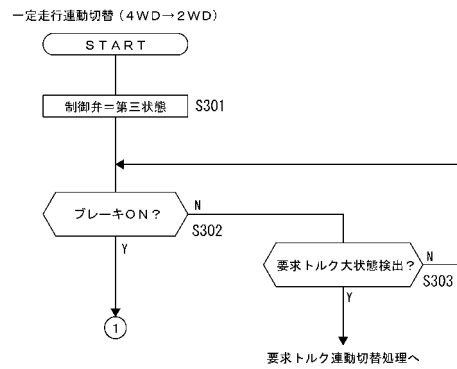 一定走行連動切替（4WD→2WD）
START
制御弁＝第三状態
S301
ブレーキON？
N
S302
Y
要求トルク大状態検出？
N
S303
Y
1
要求トルク連動切替処理へ